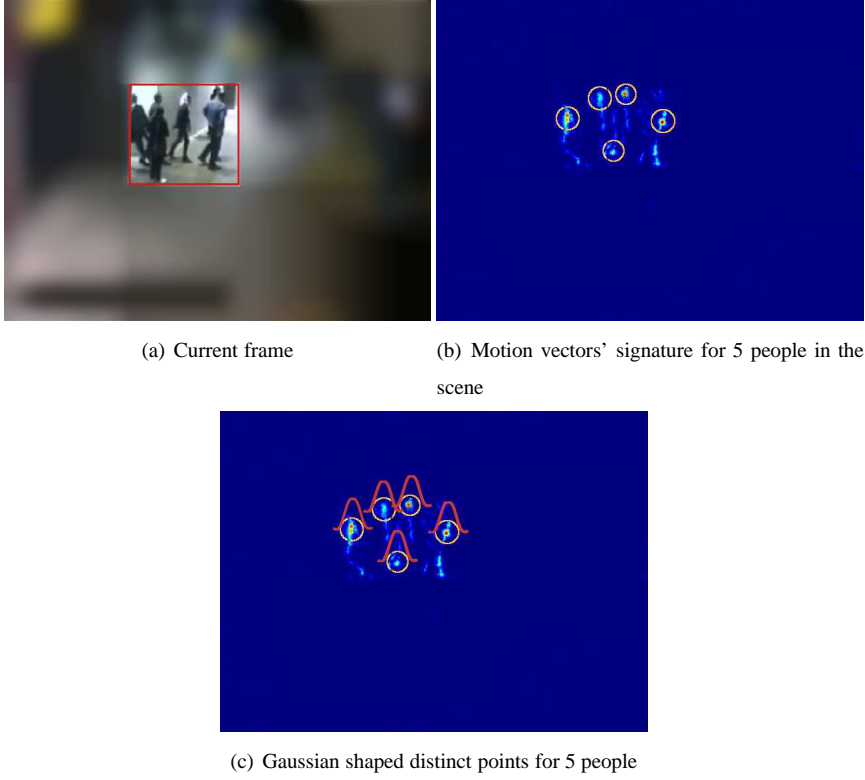 (a) Current frame
(b) Motion vectors' signature for 5 people in the
scene
(c) Gaussian shaped distinct points for 5 people